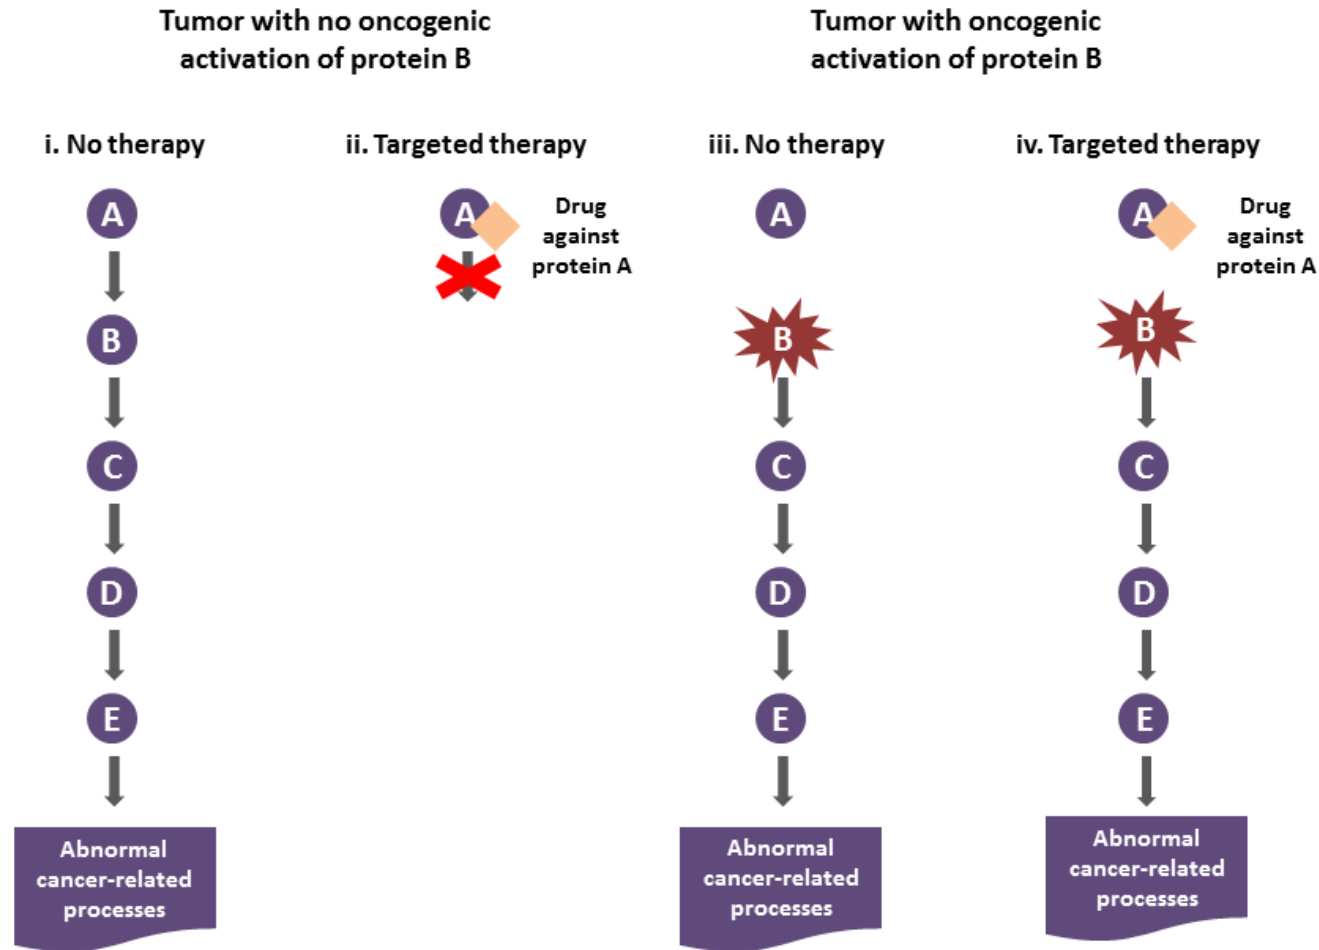 Tumor with no oncogenic
activation of protein B
Tumor with oncogenic
activation of protein B
i. No therapy
ii. Targeted therapy
iii. No therapy
iv. Targeted therapy
A
B
C
D
E
Abnormal
cancer-related
processes
A
Drug
against
protein A
A
B
C
D
E
Abnormal
cancer-related
processes
A
Drug
against
protein A
B
C
D
E
Abnormal
cancer-related
processes